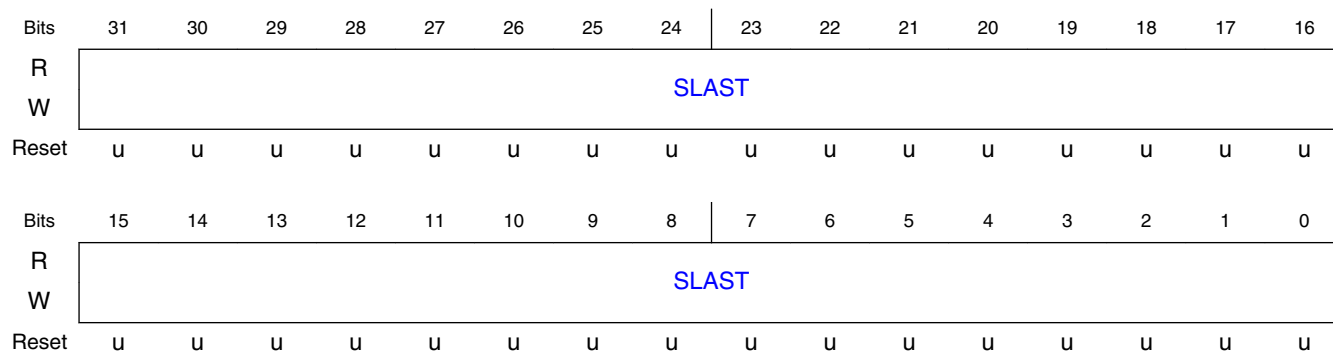 Bits 31 30 29 28 27 26 25 24 23 22 21 20 19 18 17 16
R
SLAST
W
Reset u u u u u u u u u u u u u u u u
Bits 15 14 13 12 11 10 9 8 7 6 5 4 3 2 1 0
R
SLAST
W
Reset u u u u u u u u u u u u u u u u